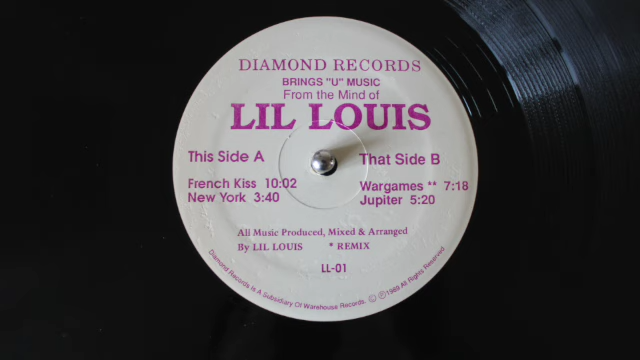 DIAMOND RECORDS
BRINGS "U" MUSIC
From the Mind of
LIL LOUIS
This Side A
French Kiss 10:02
New York 3:40
That Side B
Wargames ** 7:18
Jupiter 5:20
All Music Produced, Mixed & Arranged
By LIL LOUIS * REMIX
LL-01
Diamond Records Is A Subsidiary Of Warehouse Records. © ℗ 1989 All Rights Reserved